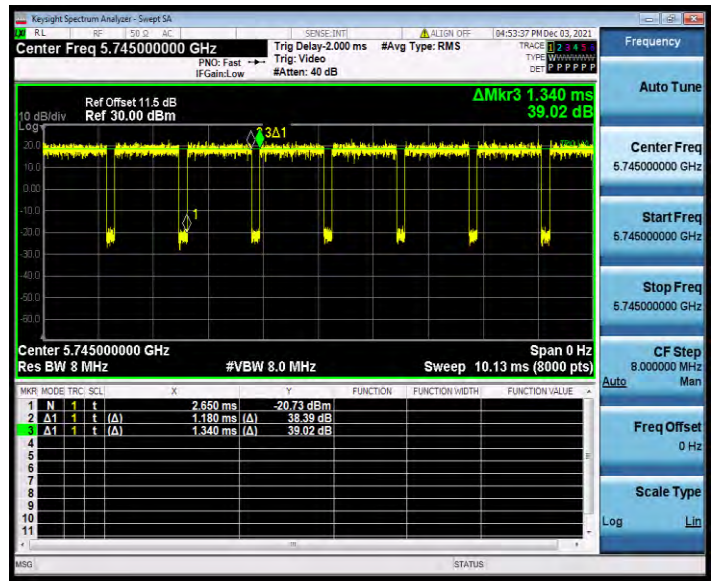 Keysight Spectrum Analyzer - Swept SA
LXI RL RF 50 Ω AC SENSE:INT ALIGN OFF 04:53:37 PM Dec 03, 2021
Center Freq 5.745000000 GHz
PNO: Fast
IFGain:Low
Trig Delay-2.000 ms
Trig: Video
#Atten: 40 dB
#Avg Type: RMS
TRACE 1 2 3 4 5 6
TYPE WWWWWW
DET P P P P P P
ΔMkr3 1.340 ms
39.02 dB
Ref Offset 11.5 dB
10 dB/div Ref 30.00 dBm
Log
20.0
10.0
0.00
-10.0
-20.0
-30.0
-40.0
-50.0
-60.0
3Δ1
1
Center 5.745000000 GHz Span 0 Hz
Res BW 8 MHz #VBW 8.0 MHz Sweep 10.13 ms (8000 pts)
MKR MODE TRC SCL X Y FUNCTION FUNCTION WIDTH FUNCTION VALUE
1 N 1 t 2.650 ms -20.73 dBm
2 Δ1 1 t (Δ) 1.180 ms (Δ) 38.39 dB
3 Δ1 1 t (Δ) 1.340 ms (Δ) 39.02 dB
4
5
6
7
8
9
10
11
MSG STATUS
Frequency
Auto Tune
Center Freq
5.745000000 GHz
Start Freq
5.745000000 GHz
Stop Freq
5.745000000 GHz
CF Step
8.000000 MHz
Auto Man
Freq Offset
0 Hz
Scale Type
Log Lin